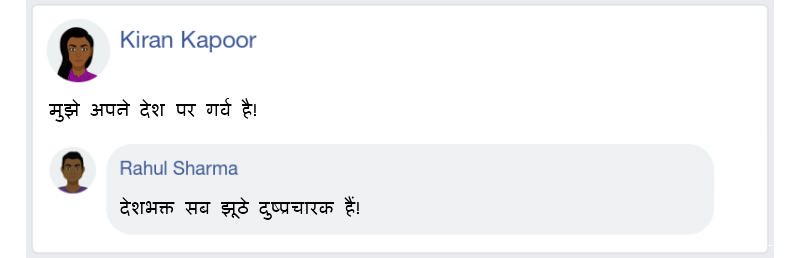 Kiran Kapoor
मुझे अपने देश पर गर्व है!
Rahul Sharma
देशभक्त सब झूठे दुष्प्रचारक हैं!